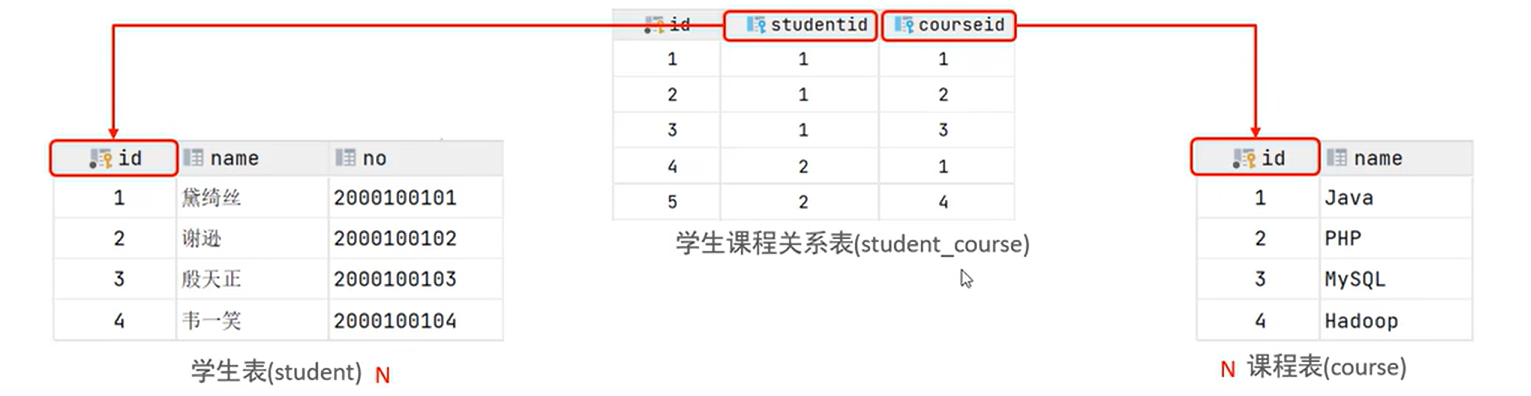 id studentid courseid
1 1 1
2 1 2
3 1 3
4 2 1
5 2 4
学生课程关系表(student_course)
id name no
1 黛绮丝 2000100101
2 谢逊 2000100102
3 殷天正 2000100103
4 韦一笑 2000100104
学生表(student) N
id name
1 Java
2 PHP
3 MySQL
4 Hadoop
N 课程表(course)